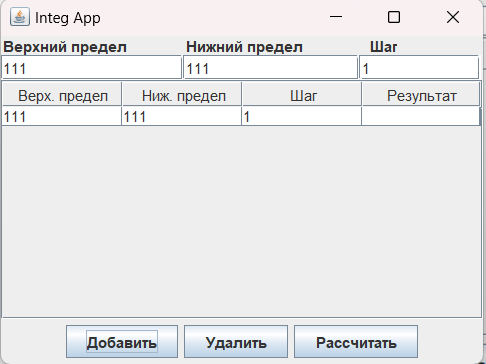 Integ App
Верхний предел Нижний предел Шаг
111 111 1
Верх. предел Ниж. предел Шаг Результат
111 111 1
Добавить Удалить Рассчитать